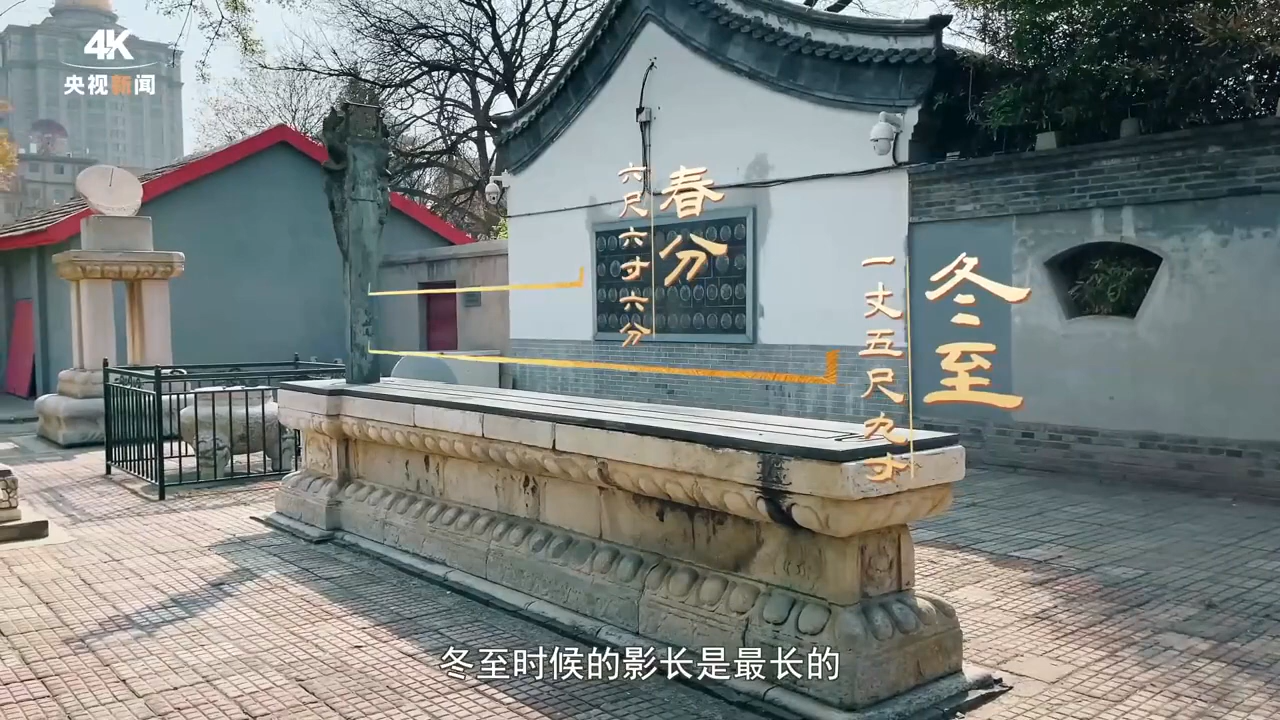 4K
央视新闻
春分
六尺六寸六分
冬至
一丈五尺九寸
冬至时候的影长是最长的